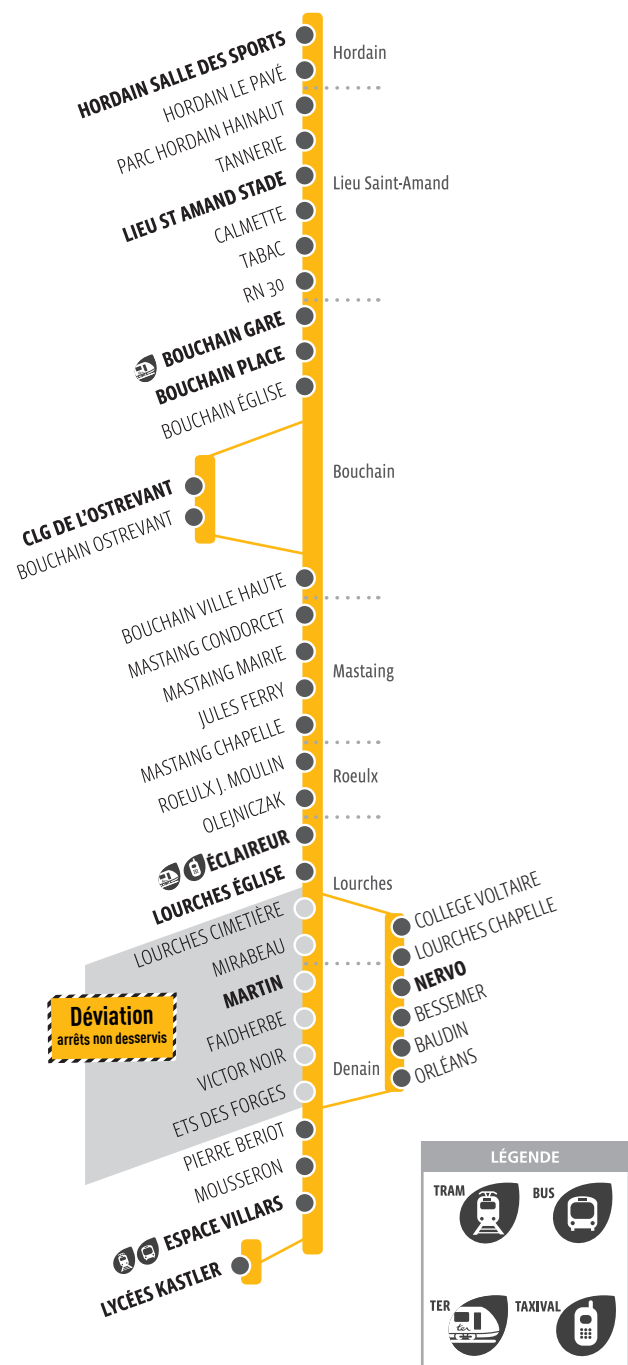 HORDAIN SALLE DES SPORTS
Hordain
HORDAIN LE PAVÉ
PARC HORDAIN HAINAUT
TANNERIE
LIEU ST AMAND STADE
Lieu Saint-Amand
CALMETTE
TABAC
RN 30
BOUCHAIN GARE
BOUCHAIN PLACE
BOUCHAIN ÉGLISE
Bouchain
CLG DE L'OSTREVANT
BOUCHAIN OSTREVANT
BOUCHAIN VILLE HAUTE
MASTAING CONDORCET
MASTAING MAIRIE
Mastaing
JULES FERRY
MASTAING CHAPELLE
ROEULX J. MOULIN
Roeulx
OLEJNICZAK
ÉCLAIREUR
LOURCHES ÉGLISE
Lourches
LOURCHES CIMETIÈRE
MIRABEAU
MARTIN
FAIDHERBE
VICTOR NOIR
ETS DES FORGES
Déviation
arrêts non desservis
Denain
COLLEGE VOLTAIRE
LOURCHES CHAPELLE
NERVO
BESSEMER
BAUDIN
ORLÉANS
PIERRE BERIOT
MOUSSERON
ESPACE VILLARS
LYCÉES KASTLER
LÉGENDE
TRAM
BUS
TER
ter
TAXIVAL